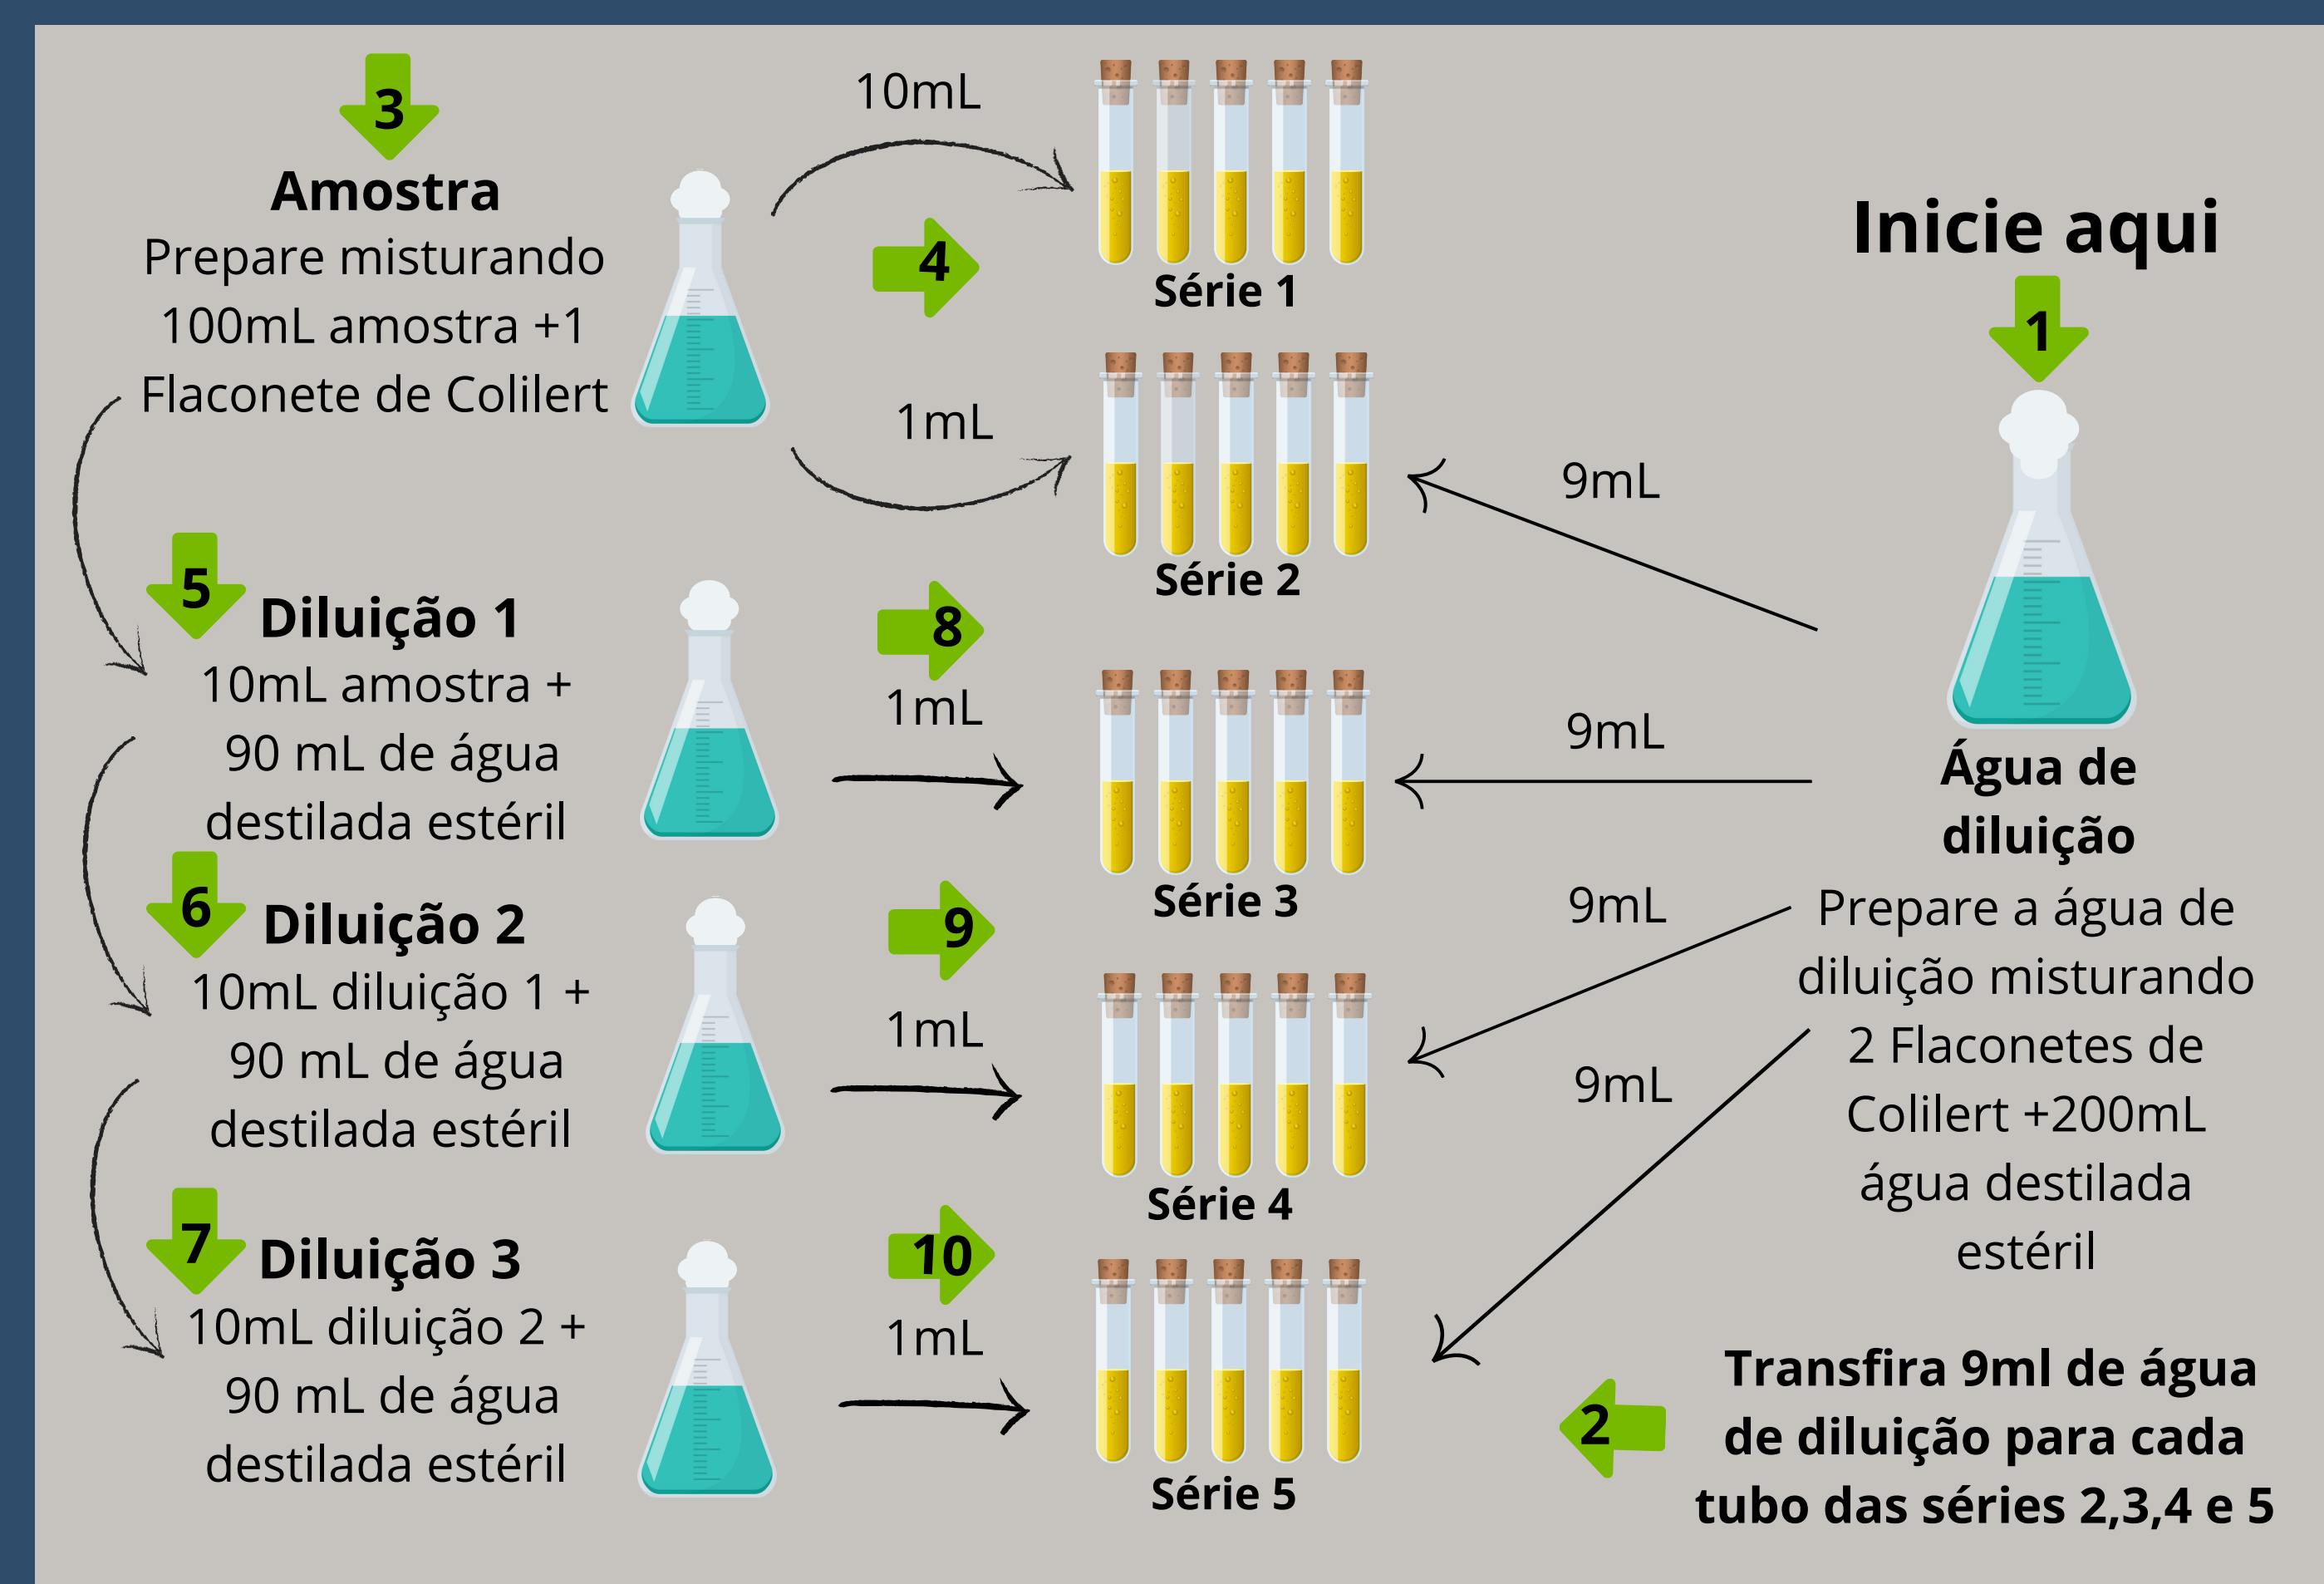 3
Amostra
Prepare misturando
100mL amostra +1
Flaconete de Colilert
10mL
4
1mL
Série 1
Série 2
Inicie aqui
1
9mL
9mL
9mL
9mL
Água de
diluição
Prepare a água de
diluição misturando
2 Flaconetes de
Colilert +200mL
água destilada
estéril
2
Transfira 9ml de água
de diluição para cada
tubo das séries 2,3,4 e 5
5
Diluição 1
10mL amostra +
90 mL de água
destilada estéril
8
1mL
Série 3
6
Diluição 2
10mL diluição 1 +
90 mL de água
destilada estéril
9
1mL
Série 4
7
Diluição 3
10mL diluição 2 +
90 mL de água
destilada estéril
10
1mL
Série 5